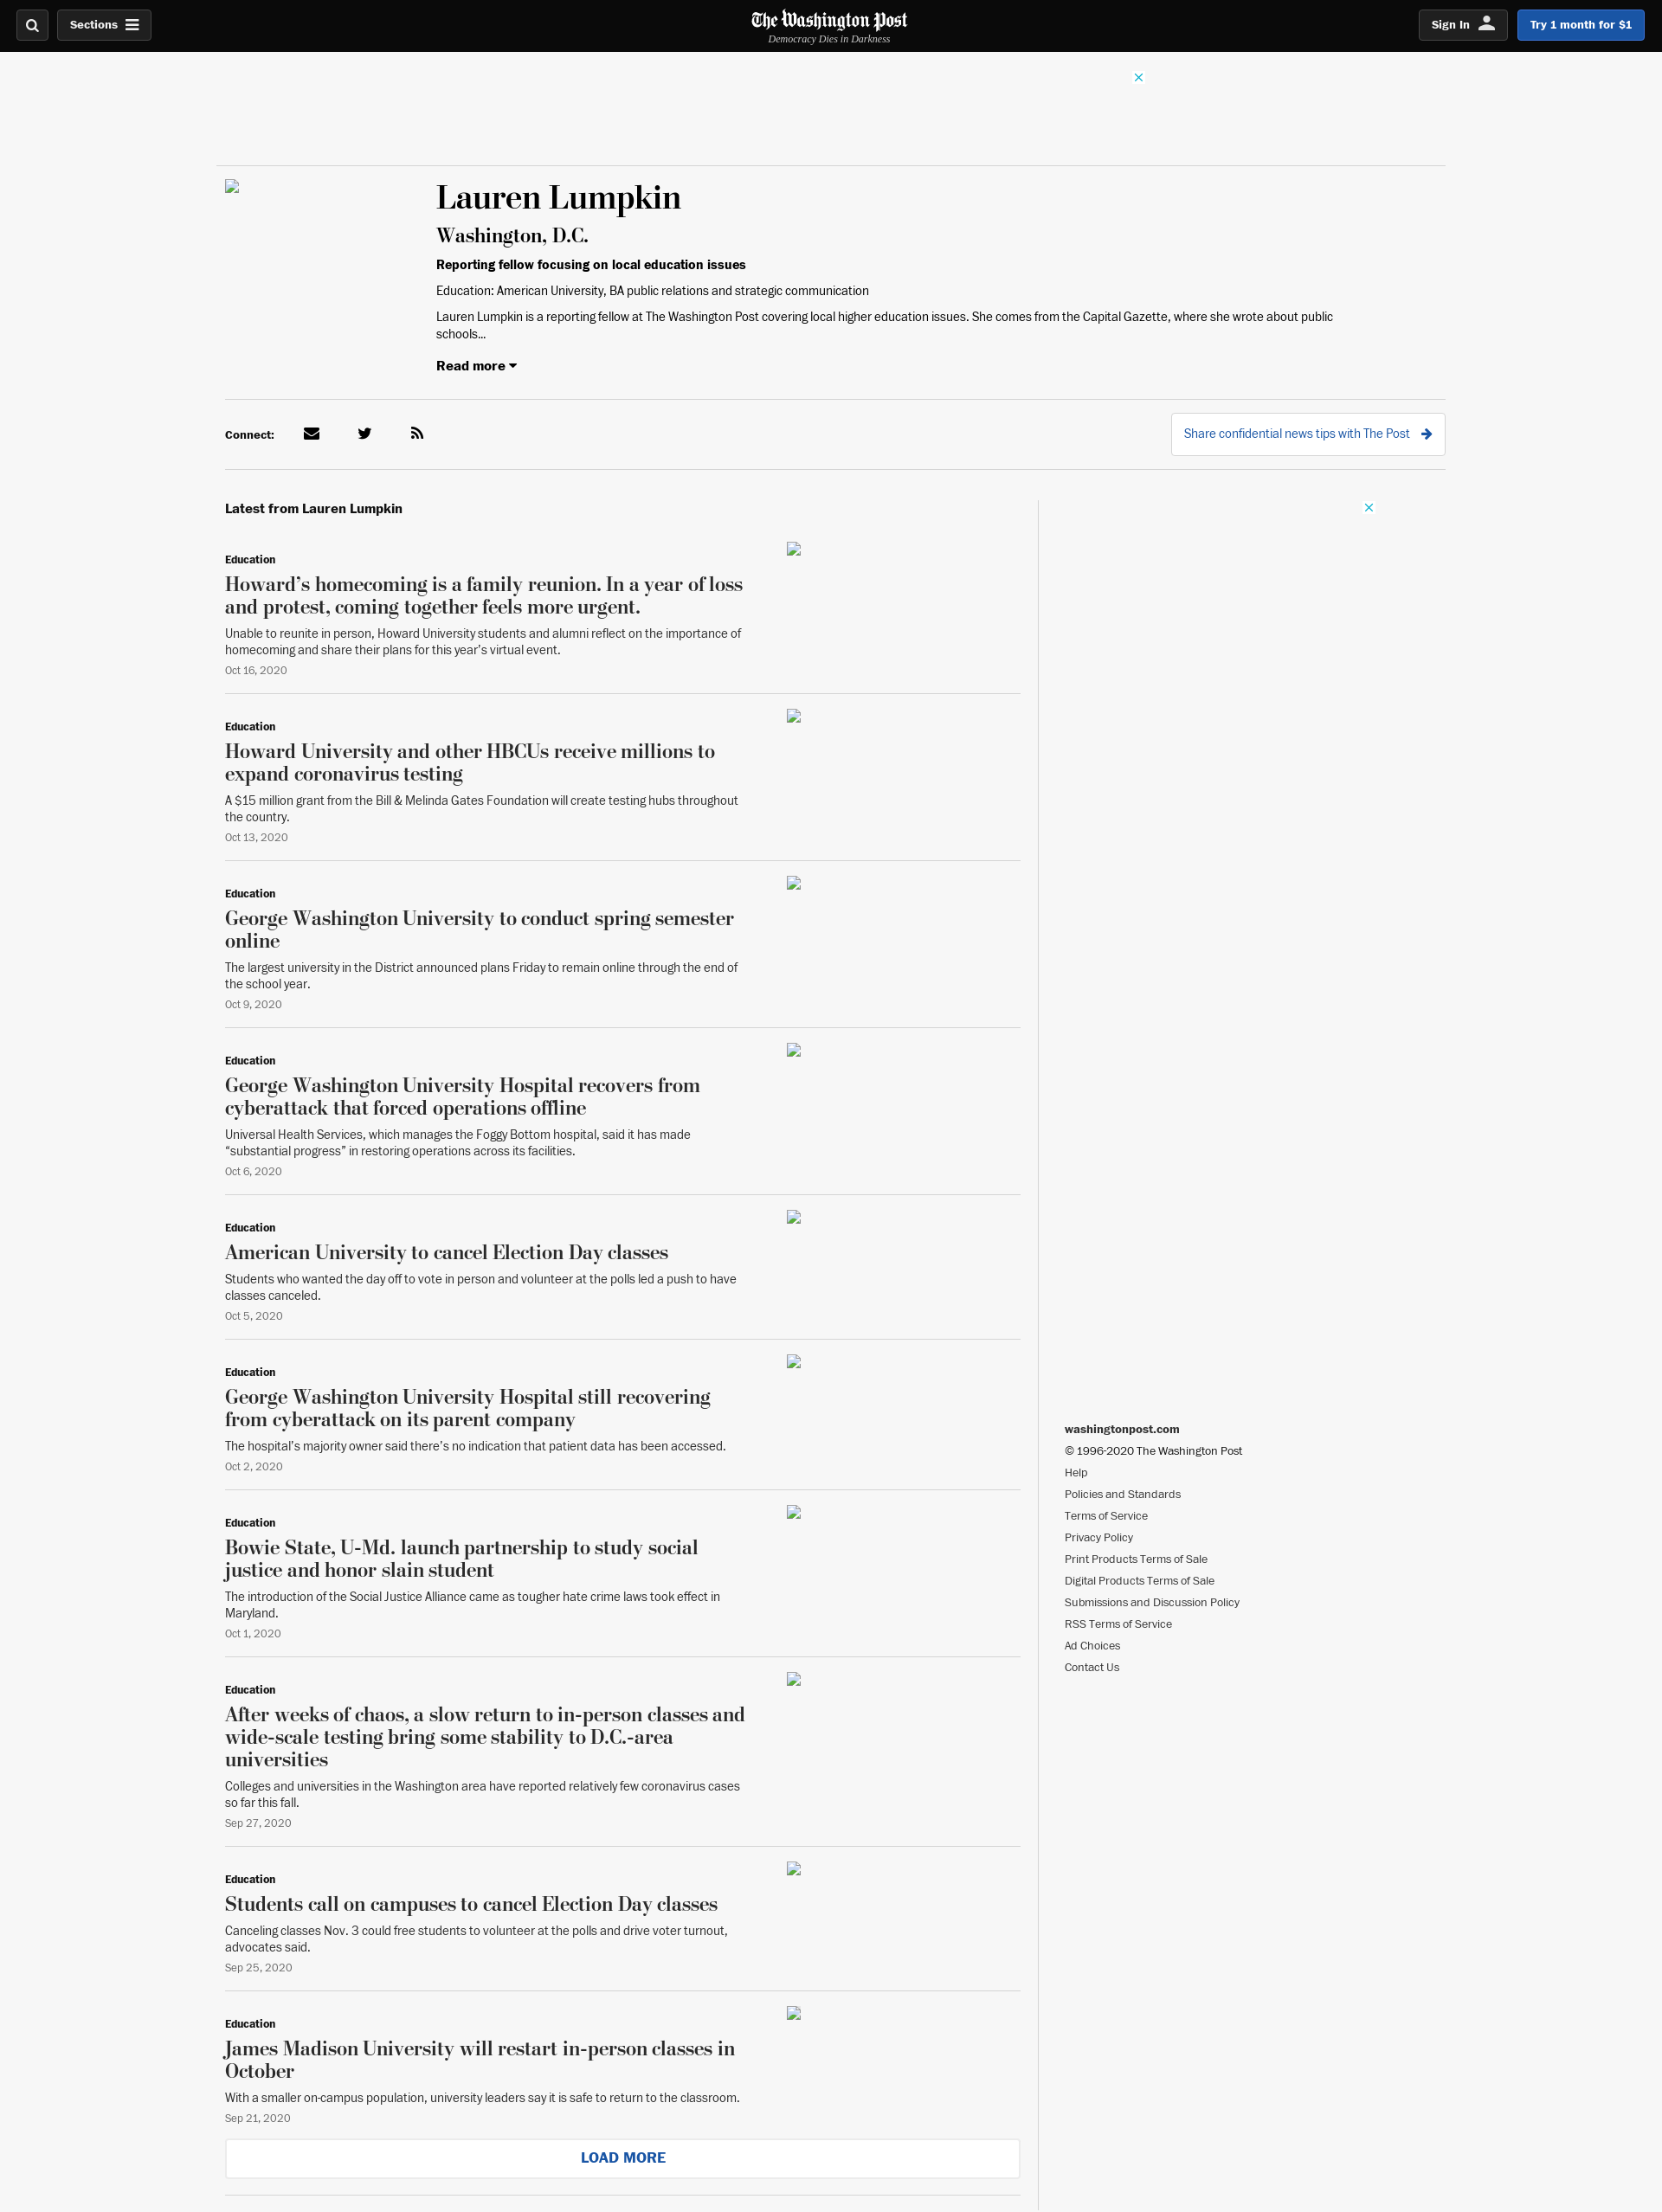 Sections
The Washington Post
Democracy Dies in Darkness
Sign In
Try 1 month for $1
Lauren Lumpkin
Washington, D.C.
Reporting fellow focusing on local education issues
Education: American University, BA public relations and strategic communication
Lauren Lumpkin is a reporting fellow at The Washington Post covering local higher education issues. She comes from the Capital Gazette, where she wrote about public
schools...
Read more
Connect:
Share confidential news tips with The Post
Latest from Lauren Lumpkin
Education
Howard’s homecoming is a family reunion. In a year of loss
and protest, coming together feels more urgent.
Unable to reunite in person, Howard University students and alumni reflect on the importance of
homecoming and share their plans for this year’s virtual event.
Oct 16, 2020
Education
Howard University and other HBCUs receive millions to
expand coronavirus testing
A $15 million grant from the Bill & Melinda Gates Foundation will create testing hubs throughout
the country.
Oct 13, 2020
Education
George Washington University to conduct spring semester
online
The largest university in the District announced plans Friday to remain online through the end of
the school year.
Oct 9, 2020
Education
George Washington University Hospital recovers from
cyberattack that forced operations offline
Universal Health Services, which manages the Foggy Bottom hospital, said it has made
“substantial progress” in restoring operations across its facilities.
Oct 6, 2020
Education
American University to cancel Election Day classes
Students who wanted the day off to vote in person and volunteer at the polls led a push to have
classes canceled.
Oct 5, 2020
Education
George Washington University Hospital still recovering
from cyberattack on its parent company
The hospital’s majority owner said there’s no indication that patient data has been accessed.
Oct 2, 2020
Education
Bowie State, U-Md. launch partnership to study social
justice and honor slain student
The introduction of the Social Justice Alliance came as tougher hate crime laws took effect in
Maryland.
Oct 1, 2020
Education
After weeks of chaos, a slow return to in-person classes and
wide-scale testing bring some stability to D.C.-area
universities
Colleges and universities in the Washington area have reported relatively few coronavirus cases
so far this fall.
Sep 27, 2020
Education
Students call on campuses to cancel Election Day classes
Canceling classes Nov. 3 could free students to volunteer at the polls and drive voter turnout,
advocates said.
Sep 25, 2020
Education
James Madison University will restart in-person classes in
October
With a smaller on-campus population, university leaders say it is safe to return to the classroom.
Sep 21, 2020
LOAD MORE
washingtonpost.com
© 1996-2020 The Washington Post
Help
Policies and Standards
Terms of Service
Privacy Policy
Print Products Terms of Sale
Digital Products Terms of Sale
Submissions and Discussion Policy
RSS Terms of Service
Ad Choices
Contact Us